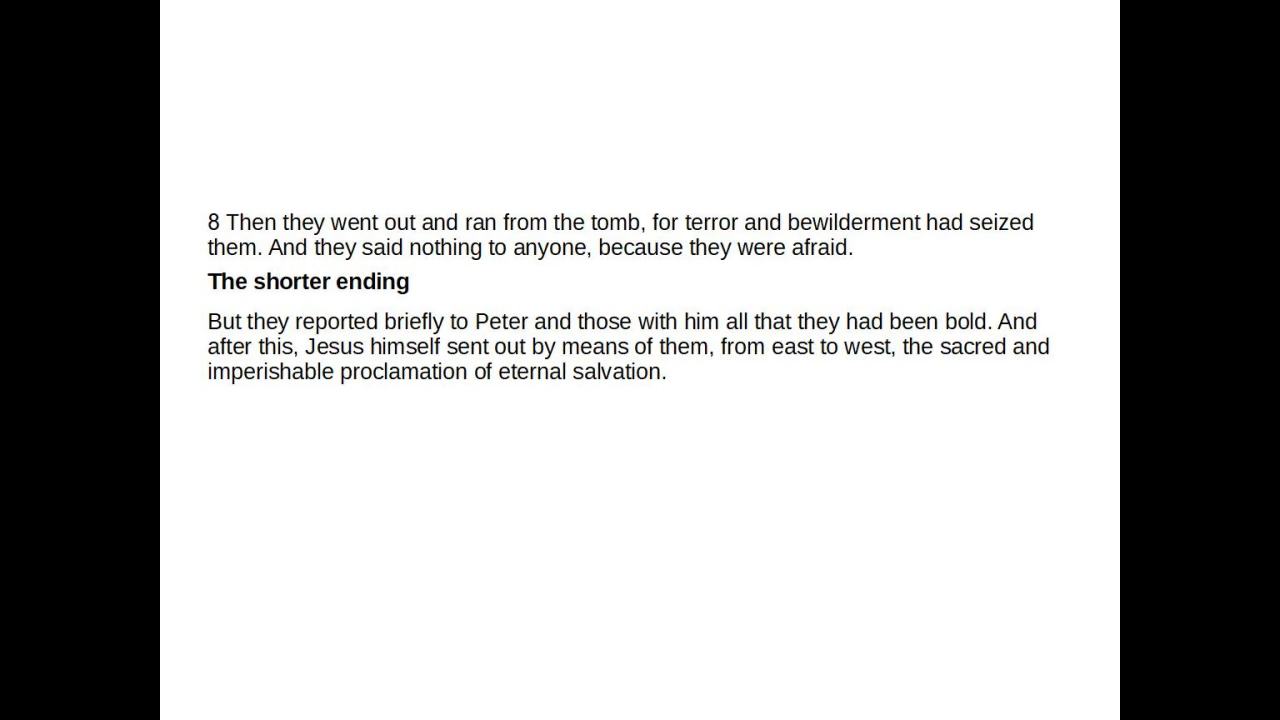 8 Then they went out and ran from the tomb, for terror and bewilderment had seized
them. And they said nothing to anyone, because they were afraid.
The shorter ending
But they reported briefly to Peter and those with him all that they had been bold. And
after this, Jesus himself sent out by means of them, from east to west, the sacred and
imperishable proclamation of eternal salvation.